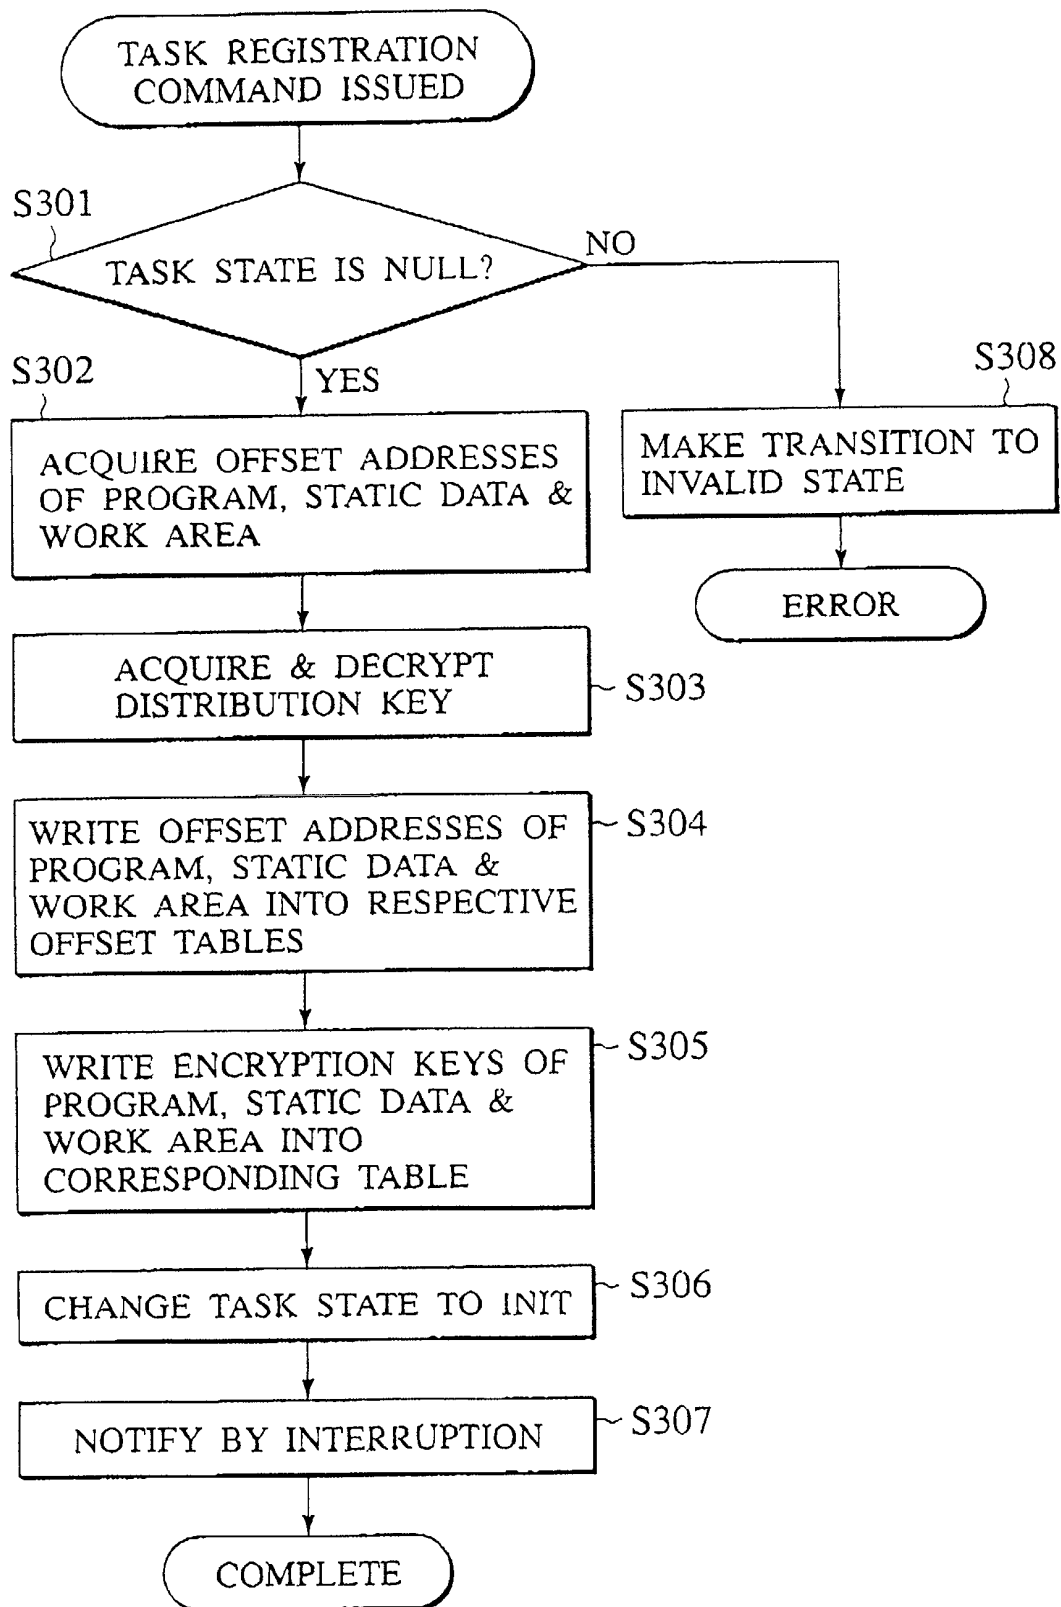 TASK REGISTRATION
COMMAND ISSUED
S301
TASK STATE IS NULL?
NO
YES
S302
ACQUIRE OFFSET ADDRESSES
OF PROGRAM, STATIC DATA &
WORK AREA
S308
MAKE TRANSITION TO
INVALID STATE
ERROR
ACQUIRE & DECRYPT
DISTRIBUTION KEY
S303
WRITE OFFSET ADDRESSES OF
PROGRAM, STATIC DATA &
WORK AREA INTO RESPECTIVE
OFFSET TABLES
S304
WRITE ENCRYPTION KEYS OF
PROGRAM, STATIC DATA &
WORK AREA INTO
CORRESPONDING TABLE
S305
CHANGE TASK STATE TO INIT
S306
NOTIFY BY INTERRUPTION
S307
COMPLETE